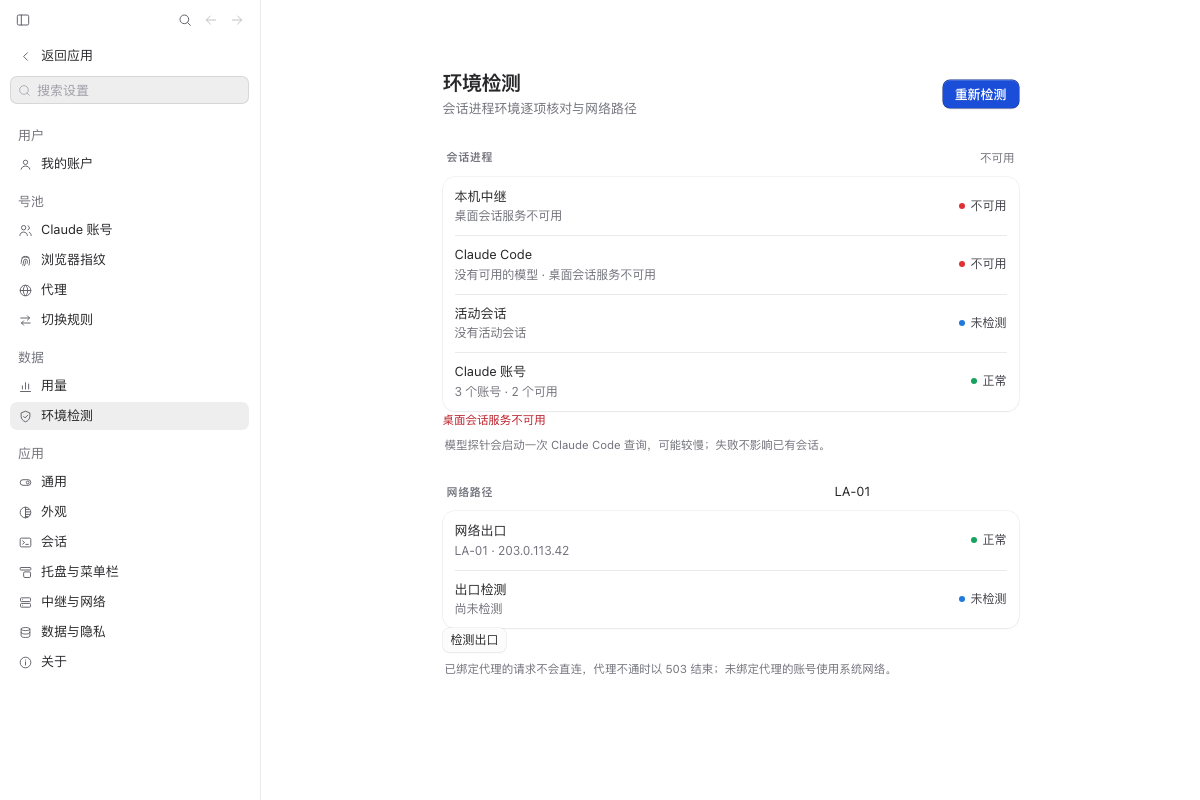 返回应用
搜索设置
用户
我的账户
号池
Claude 账号
浏览器指纹
代理
切换规则
数据
用量
环境检测
应用
通用
外观
会话
托盘与菜单栏
中继与网络
数据与隐私
关于
环境检测
会话进程环境逐项核对与网络路径
重新检测
会话进程
不可用
本机中继
桌面会话服务不可用
不可用
Claude Code
没有可用的模型 · 桌面会话服务不可用
不可用
活动会话
没有活动会话
未检测
Claude 账号
3 个账号 · 2 个可用
正常
桌面会话服务不可用
模型探针会启动一次 Claude Code 查询，可能较慢；失败不影响已有会话。
网络路径
LA-01
网络出口
LA-01 · 203.0.113.42
正常
出口检测
尚未检测
未检测
检测出口
已绑定代理的请求不会直连，代理不通时以 503 结束；未绑定代理的账号使用系统网络。